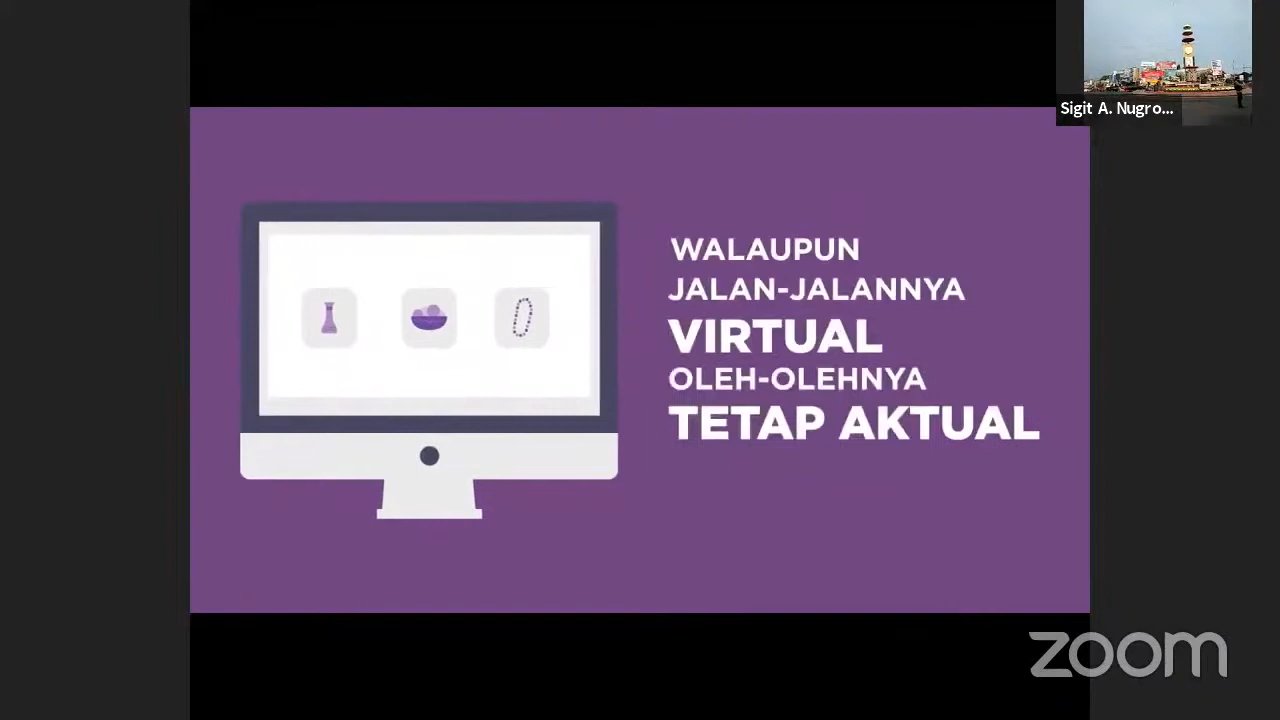 Sigit A. Nugro...
WALAUPUN
JALAN-JALANNYA
VIRTUAL
OLEH-OLEHNYA
TETAP AKTUAL
zoom